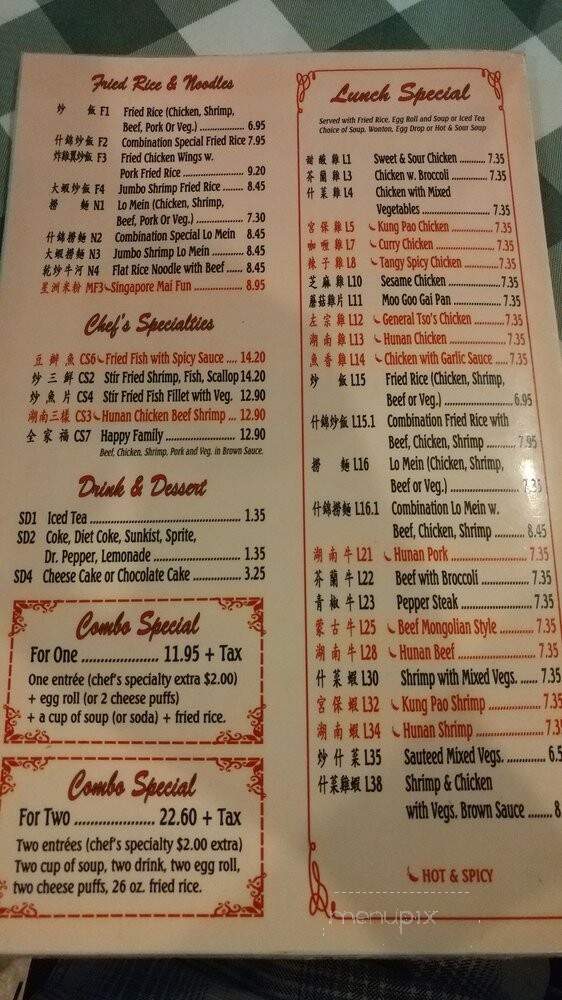 Fried Rice & Noodles
炒 飯 F1 Fried Rice (Chicken, Shrimp,
Beef, Pork Or Veg.) .................. 6.95
什錦炒飯 F2 Combination Special Fried Rice 7.95
炸雞翼炒飯 F3 Fried Chicken Wings w.
Pork Fried Rice ........................ 9.20
大蝦炒飯 F4 Jumbo Shrimp Fried Rice ....... 8.45
撈 麵 N1 Lo Mein (Chicken, Shrimp,
Beef, Pork Or Veg.) .................. 7.30
什錦撈麵 N2 Combination Special Lo Mein 8.45
大蝦撈麵 N3 Jumbo Shrimp Lo Mein ........... 8.45
乾炒牛河 N4 Flat Rice Noodle with Beef ...... 8.45
星洲米粉 MF3 Singapore Mai Fun ................ 8.95
Chef's Specialties
豆瓣魚 CS6 Fried Fish with Spicy Sauce .... 14.20
炒三鮮 CS2 Stir Fried Shrimp, Fish, Scallop 14.20
炒魚片 CS4 Stir Fried Fish Fillet with Veg. 12.90
湖南三樣 CS3 Hunan Chicken Beef Shrimp ... 12.90
全家福 CS7 Happy Family ....................... 12.90
Beef, Chicken, Shrimp, Pork and Veg. in Brown Sauce.
Drink & Dessert
SD1 Iced Tea .......................................... 1.35
SD2 Coke, Diet Coke, Sunkist, Sprite,
Dr. Pepper, Lemonade ........................ 1.35
SD4 Cheese Cake or Chocolate Cake ............ 3.25
Combo Special
For One .................... 11.95 + Tax
One entrée (chef's specialty extra $2.00)
+ egg roll (or 2 cheese puffs)
+ a cup of soup (or soda) + fried rice.
Combo Special
For Two ..................... 22.60 + Tax
Two entrées (chef's specialty $2.00 extra)
Two cup of soup, two drink, two egg roll,
two cheese puffs, 26 oz. fried rice.
Lunch Special
Served with Fried Rice, Egg Roll and Soup or Iced Tea
Choice of Soup, Wonton, Egg Drop or Hot & Sour Soup
甜酸雞 L1 Sweet & Sour Chicken ......... 7.35
芥蘭雞 L3 Chicken w. Broccoli ............. 7.35
什菜雞 L4 Chicken with Mixed
Vegetables ........................ 7.35
宮保雞 L5 Kung Pao Chicken ................ 7.35
咖喱雞 L7 Curry Chicken ..................... 7.35
辣子雞 L8 Tangy Spicy Chicken ............ 7.35
芝麻雞 L10 Sesame Chicken .................. 7.35
蘑菇雞片 L11 Moo Goo Gai Pan ............... 7.35
左宗雞 L12 General Tso's Chicken ......... 7.35
湖南雞 L13 Hunan Chicken .................. 7.35
魚香雞 L14 Chicken with Garlic Sauce ..... 7.35
炒 飯 L15 Fried Rice (Chicken, Shrimp,
Beef or Veg.) ........................ 6.95
什錦炒飯 L15.1 Combination Fried Rice with
Beef, Chicken, Shrimp ......... 7.95
撈 麵 L16 Lo Mein (Chicken, Shrimp,
Beef or Veg.) ........................ 7.35
什錦撈麵 L16.1 Combination Lo Mein w.
Beef, Chicken, Shrimp .......... 8.45
湖南牛 L21 Hunan Pork ........................ 7.35
芥蘭牛 L22 Beef with Broccoli .............. 7.35
青椒牛 L23 Pepper Steak ...................... 7.35
蒙古牛 L25 Beef Mongolian Style .......... 7.35
湖南牛 L28 Hunan Beef ....................... 7.35
什菜蝦 L30 Shrimp with Mixed Vegs. ...... 7.35
宮保蝦 L32 Kung Pao Shrimp ............... 7.35
湖南蝦 L34 Hunan Shrimp .................... 7.35
炒什菜 L35 Sauteed Mixed Vegs. ............. 6.5
什菜雞蝦 L38 Shrimp & Chicken
with Vegs. Brown Sauce ........ 8
HOT & SPICY
menupix